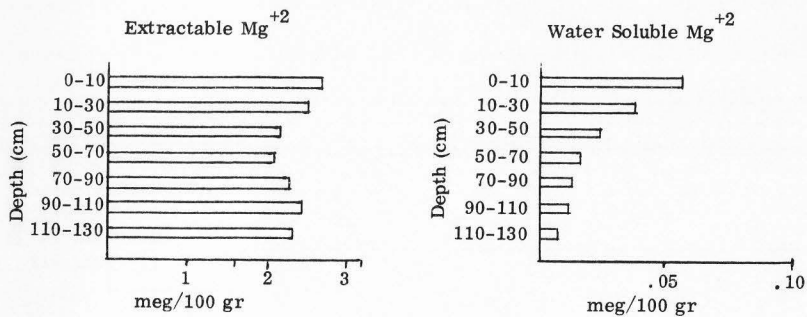 Extractable Mg+2
Depth (cm)
0-10
10-30
30-50
50-70
70-90
90-110
110-130
1 2 3
meg/100 gr
Water Soluble Mg+2
Depth (cm)
0-10
10-30
30-50
50-70
70-90
90-110
110-130
.05 .10
meg/100 gr